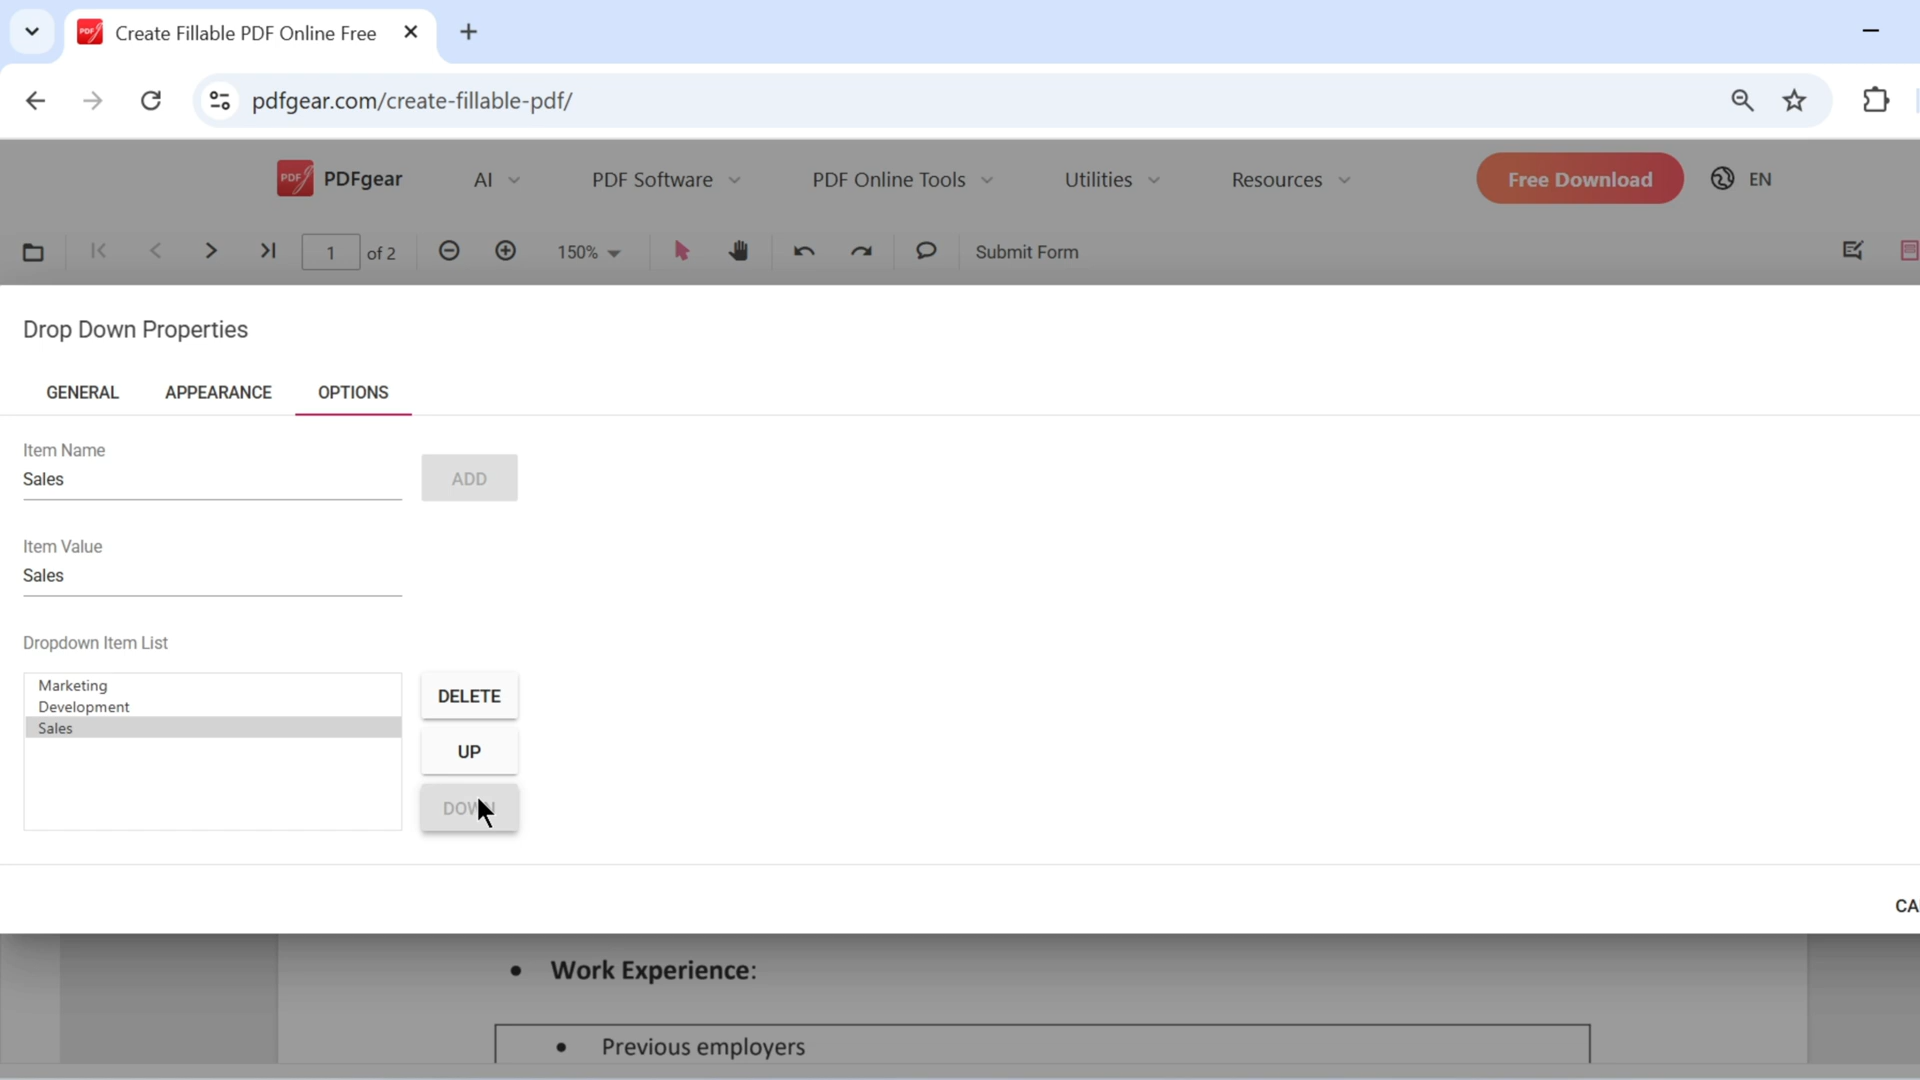 Create Fillable PDF Online Free
pdfgear.com/create-fillable-pdf/
PDF PDFgear AI PDF Software PDF Online Tools Utilities Resources Free Download EN
1 of 2 150% Submit Form
Drop Down Properties
GENERAL APPEARANCE OPTIONS
Item Name
Sales
ADD
Item Value
Sales
Dropdown Item List
Marketing
Development
Sales
DELETE
UP
DOWN
CA
• Work Experience:
• Previous employers